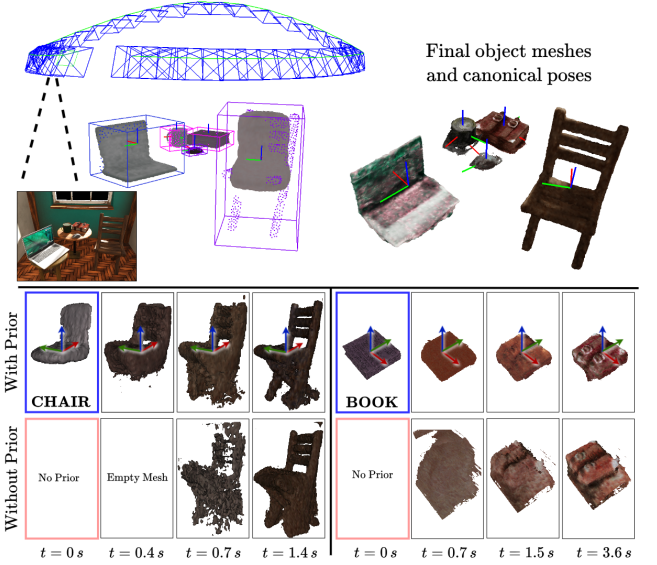 Final object meshes
and canonical poses
With Prior
CHAIR
BOOK
Without Prior
No Prior
Empty Mesh
No Prior
t = 0 s
t = 0.4 s
t = 0.7 s
t = 1.4 s
t = 0 s
t = 0.7 s
t = 1.5 s
t = 3.6 s